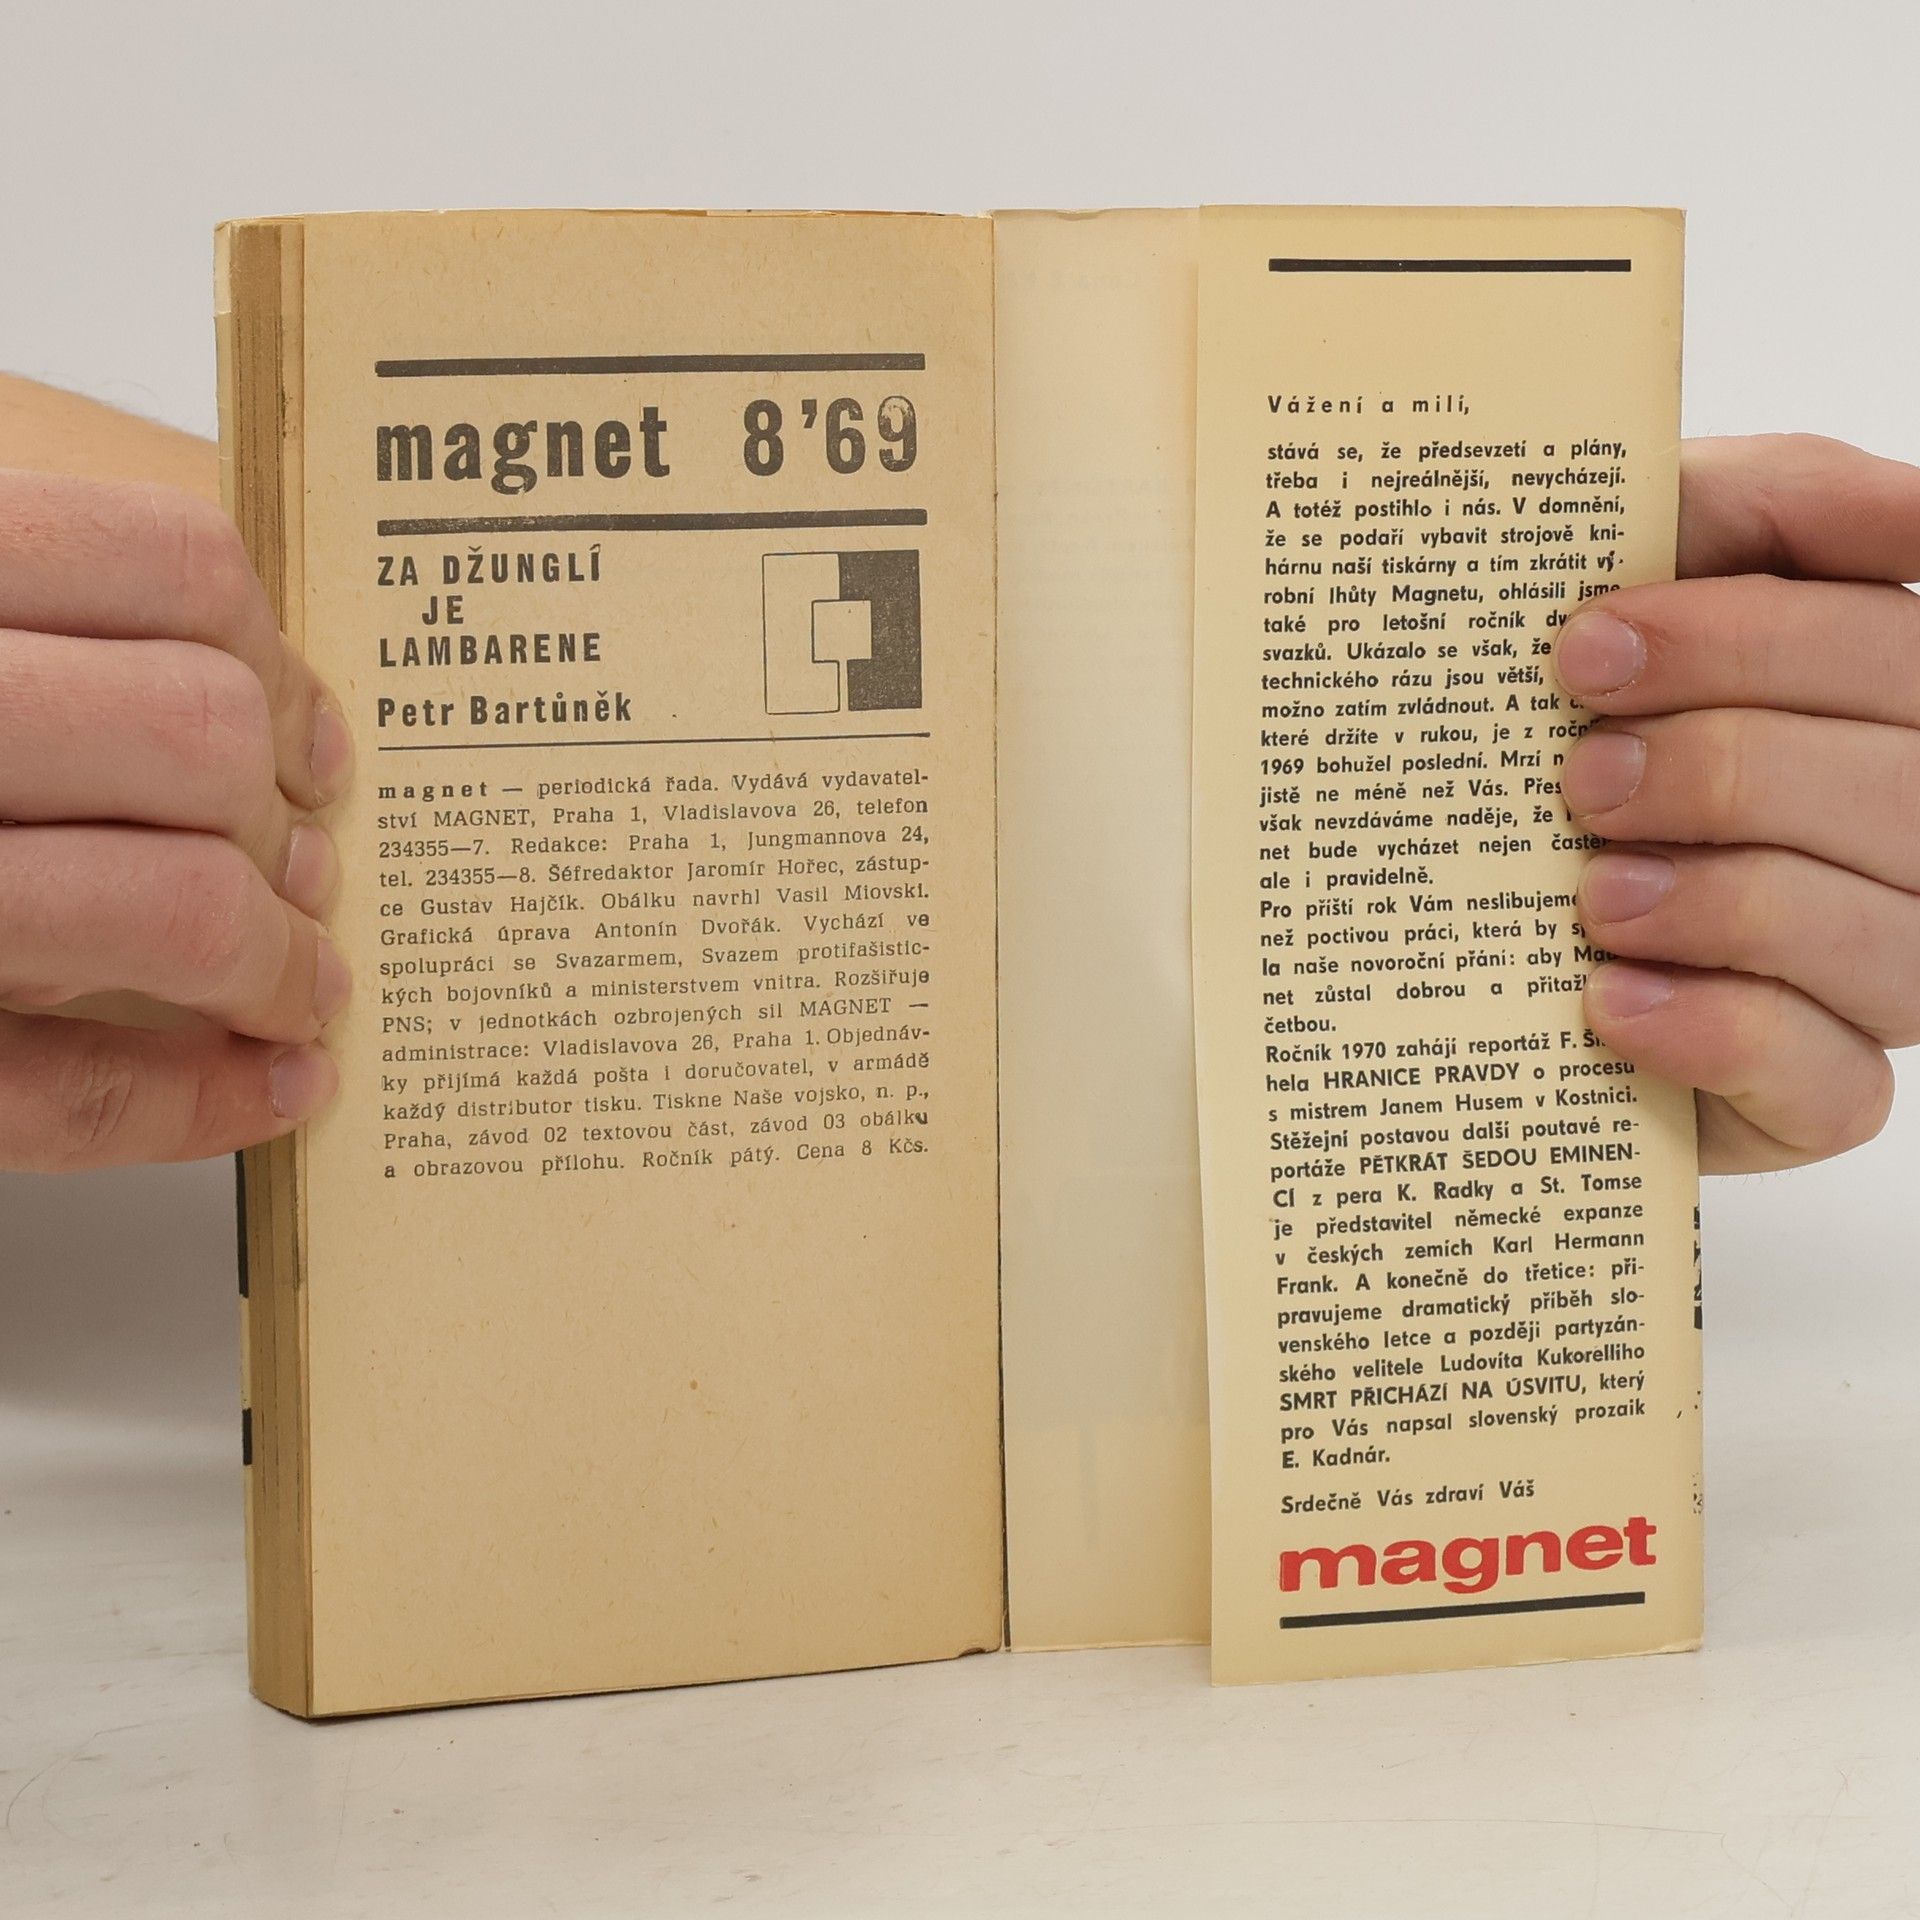 magnet 8'69
ZA DŽUNGLÍ
JE
LAMBARENE
Petr Bartůněk
magnet — periodická řada. Vydává vydavatel-
ství MAGNET, Praha 1, Vladislavova 26, telefon
234355—7. Redakce: Praha 1, Jungmannova 24,
tel. 234355—8. Šéfredaktor Jaromír Hořec, zástup-
ce Gustav Hajčík. Obálku navrhl Vasil Miovski.
Grafická úprava Antonín Dvořák. Vychází ve
spolupráci se Svazarmem, Svazem protifašistic-
kých bojovníků a ministerstvem vnitra. Rozšiřuje
PNS; v jednotkách ozbrojených sil MAGNET —
administrace: Vladislavova 26, Praha 1. Objednáv-
ky přijímá každá pošta i doručovatel, v armádě
každý distributor tisku. Tiskne Naše vojsko, n. p.,
Praha, závod 02 textovou část, závod 03 obálku
a obrazovou přílohu. Ročník pátý. Cena 8 Kčs.
Vážení a milí,
stává se, že předsevzetí a plány,
třeba i nejreálnější, nevycházejí.
A totéž postihlo i nás. V domnění,
že se podaří vybavit strojově kni-
hárnu naší tiskárny a tím zkrátit vý-
robní lhůty Magnetu, ohlásili jsme
také pro letošní ročník
svazků. Ukázalo se však, že
technického rázu jsou větší,
možno zatím zvládnout. A tak
které držíte v rukou, je z
1969 bohužel poslední. Mrzí
jistě ne méně než Vás.
však nevzdáváme naděje, že
net bude vycházet nejen
ale i pravidelně.
Pro příští rok Vám neslibujeme
než poctivou práci, která by
la naše novoroční přání: aby Mag-
net zůstal dobrou a
četbou.
Ročník 1970 zahájí reportáž F.
hela HRANICE PRAVDY o procesu
s mistrem Janem Husem v Kostnici.
Stěžejní postavou další poutavé re-
portáže PĚTKRÁT ŠEDOU EMINEN-
CÍ z pera K. Radky a St. Tomse
je představitel německé expanze
v českých zemích Karl Hermann
Frank. A konečně do třetice: při-
pravujeme dramatický příběh slo-
venského letce a později partyzán-
ského velitele Ludovíta Kukorelliho
SMRT PŘICHÁZÍ NA ÚSVITU, který
pro Vás napsal slovenský prozaik
E. Kadnár.
Srdečně Vás zdraví Váš
magnet